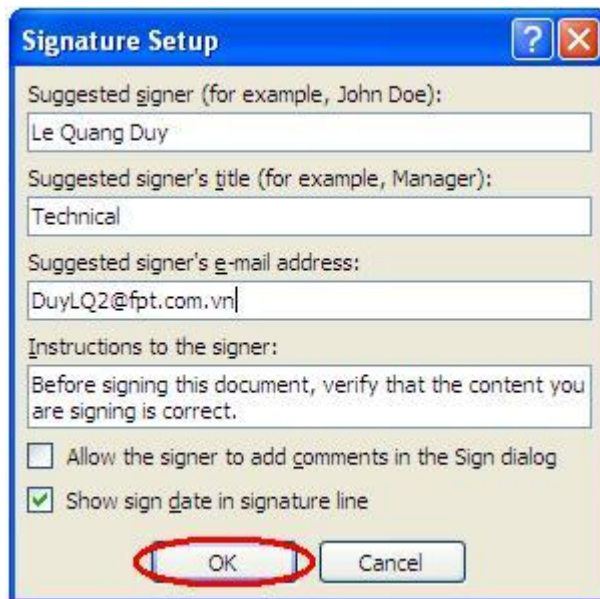 Signature Setup
Suggested signer (for example, John Doe):
Le Quang Duy
Suggested signer's title (for example, Manager):
Technical
Suggested signer's e-mail address:
DuyLQ2@fpt.com.vn
Instructions to the signer:
Before signing this document, verify that the content you
are signing is correct.
Allow the signer to add comments in the Sign dialog
Show sign date in signature line
OK Cancel